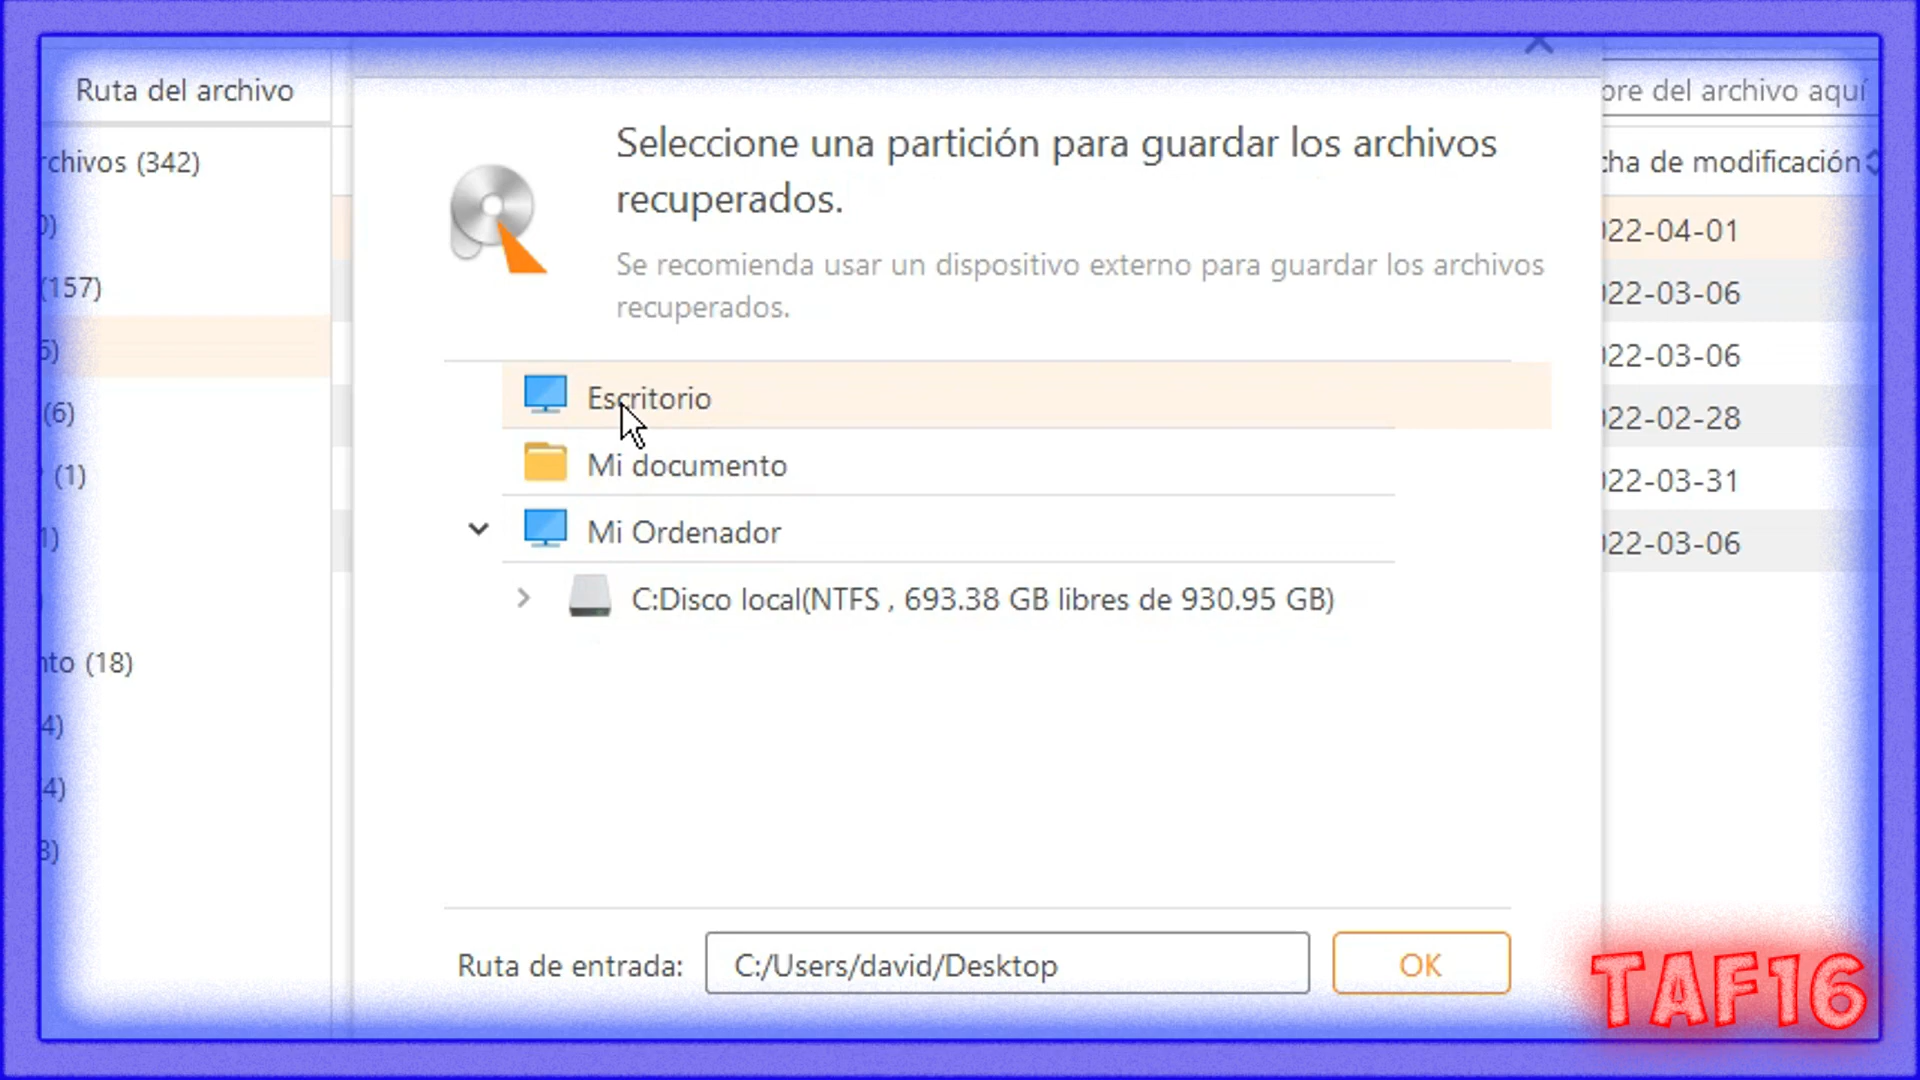 Ruta del archivo
bre del archivo aquí
Seleccione una partición para guardar los archivos
recuperados.
Se recomienda usar un dispositivo externo para guardar los archivos
recuperados.
rchivos (342)
0)
(157)
5)
(6)
(1)
1)
nto (18)
4)
4)
3)
cha de modificación
022-04-01
022-03-06
022-03-06
022-02-28
022-03-31
022-03-06
Escritorio
Mi documento
Mi Ordenador
C:Disco local(NTFS , 693.38 GB libres de 930.95 GB)
Ruta de entrada:
C:/Users/david/Desktop
OK
TAF16